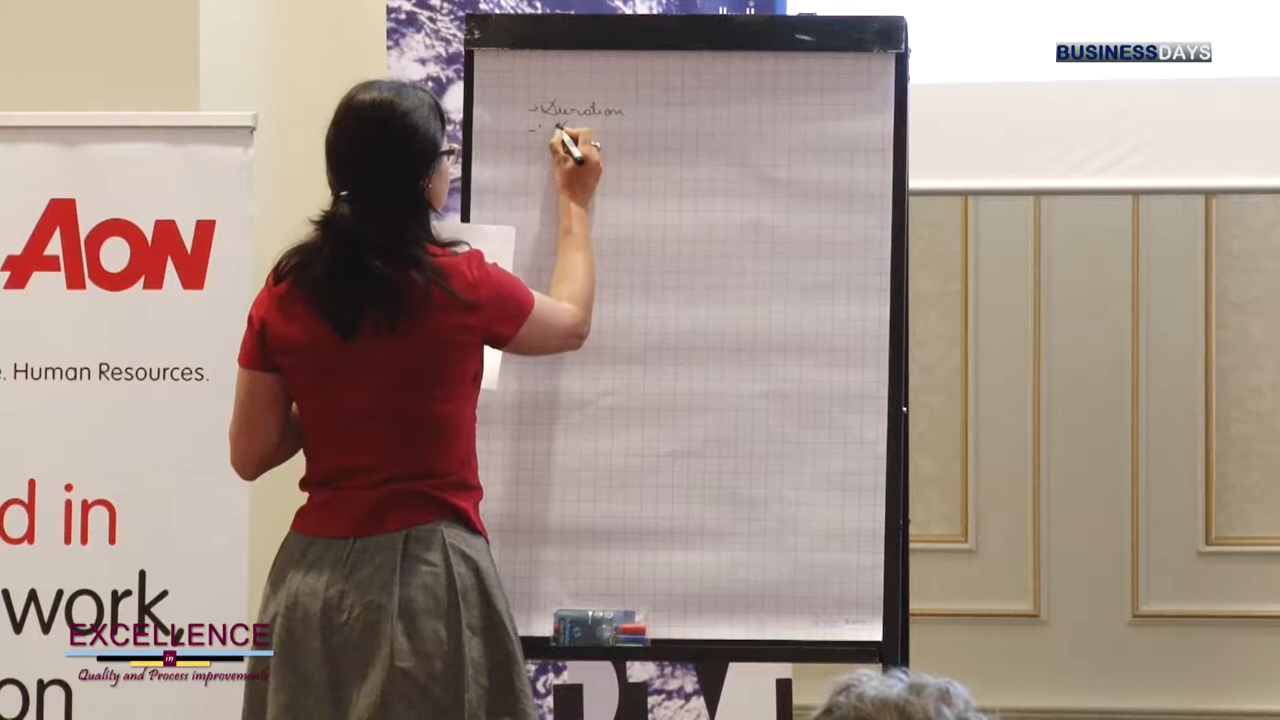 BUSINESSDAYS
-> Duration
AON
. Human Resources.
d in
work,
on
EXCELLENCE
in
Quality and Process improvements